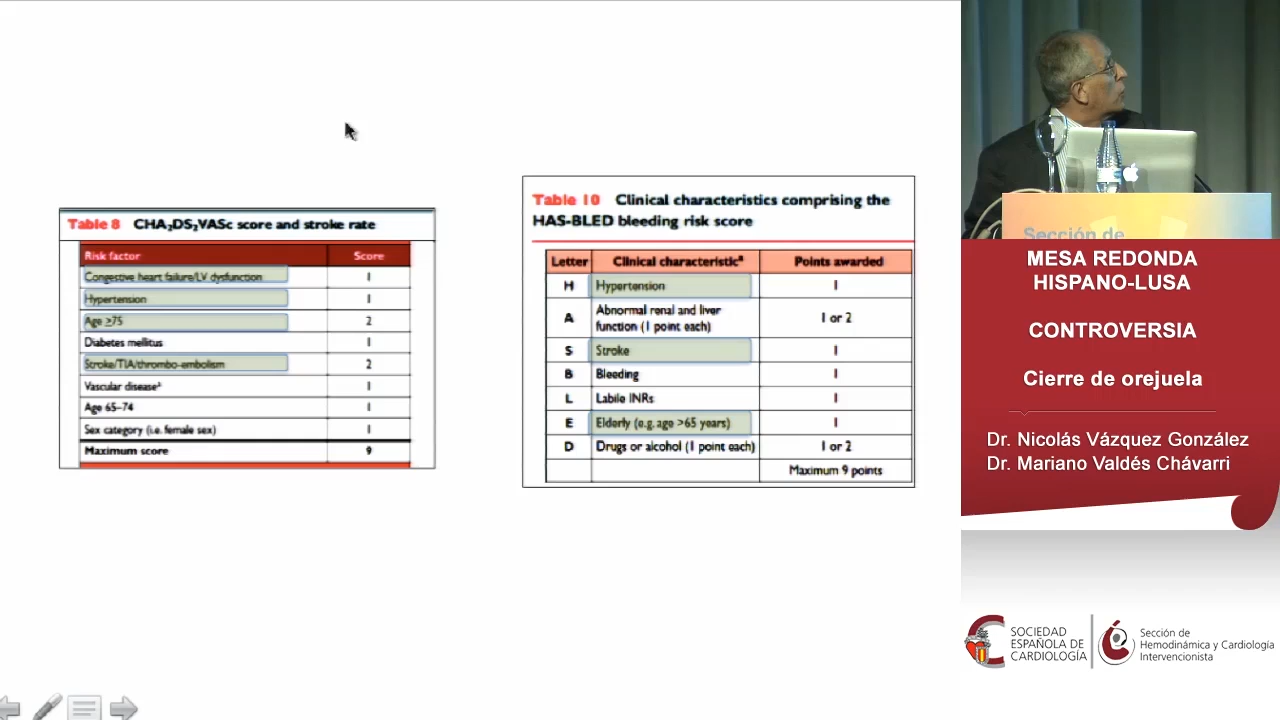 Table 8 CHA₂DS₂VASc score and stroke rate
Risk factor Score
Congestive heart failure/LV dysfunction 1
Hypertension 1
Age ≥75 2
Diabetes mellitus 1
Stroke/TIA/thrombo-embolism 2
Vascular diseaseᵃ 1
Age 65–74 1
Sex category (i.e. female sex) 1
Maximum score 9
Table 10 Clinical characteristics comprising the
HAS-BLED bleeding risk score
Letter Clinical characteristicᵃ Points awarded
H Hypertension 1
A Abnormal renal and liver
function (1 point each) 1 or 2
S Stroke 1
B Bleeding 1
L Labile INRs 1
E Elderly (e.g. age >65 years) 1
D Drugs or alcohol (1 point each) 1 or 2
Maximum 9 points
Sección de
MESA REDONDA
HISPANO-LUSA
CONTROVERSIA
Cierre de orejuela
Dr. Nicolás Vázquez González
Dr. Mariano Valdés Chávarri
SOCIEDAD
ESPAÑOLA DE
CARDIOLOGÍA
Sección de
Hemodinámica y Cardiología
Intervencionista